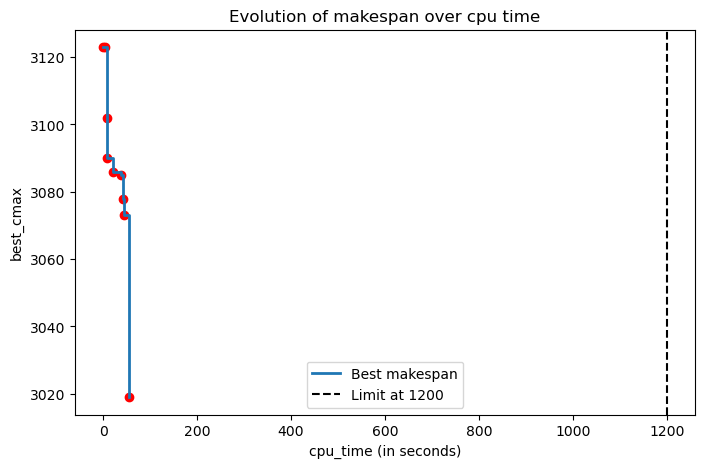 Evolution of makespan over cpu time
best_cmax
3120
3100
3080
3060
3040
3020
0
200
400
600
800
1000
1200
cpu_time (in seconds)
Best makespan
Limit at 1200